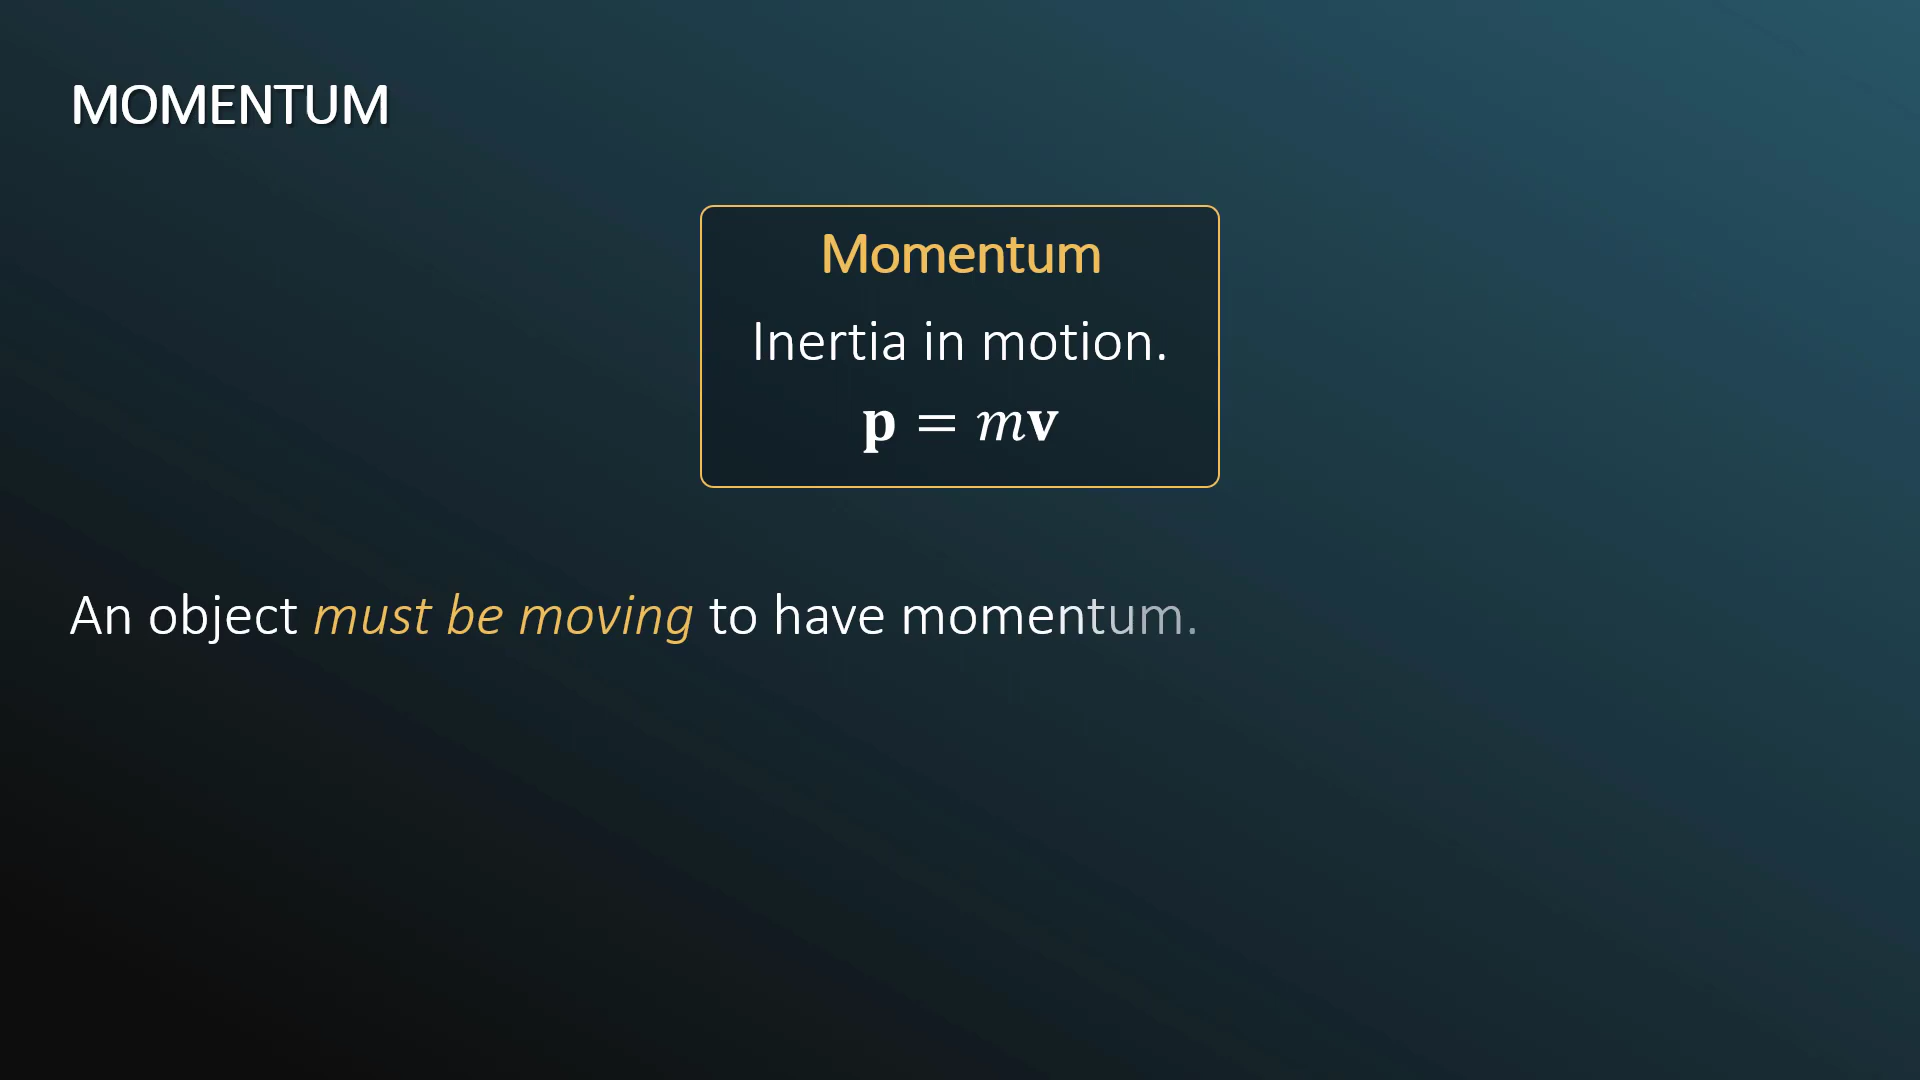 MOMENTUM
Momentum
Inertia in motion.
𝐩 = 𝑚𝐯
An object must be moving to have momentum.